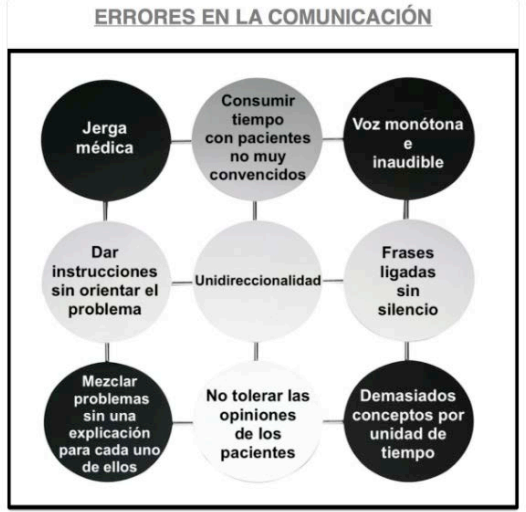 ERRORES EN LA COMUNICACIÓN
Jerga
médica
Consumir
tiempo
con pacientes
no muy
convencidos
Voz monótona
e
inaudible
Dar
instrucciones
sin orientar el
problema
Unidireccionalidad
Frases
ligadas
sin
silencio
Mezclar
problemas
sin una
explicación
para cada uno
de ellos
No tolerar las
opiniones
de los
pacientes
Demasiados
conceptos por
unidad de
tiempo